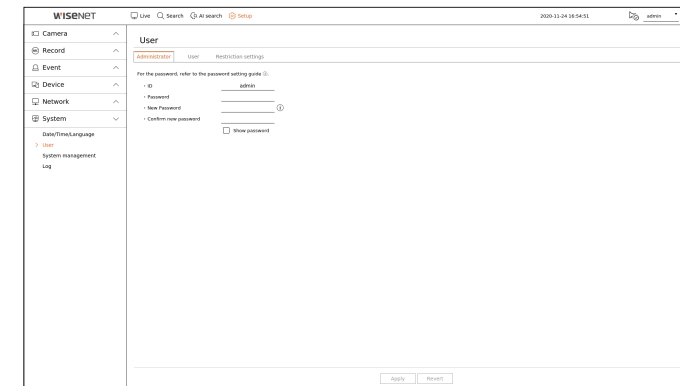 WISENET
Live Search AI search Setup 2020-11-24 16:54:51 admin
Camera
Record
Event
Device
Network
System
Date/Time/Language
User
System management
Log
User
Administrator User Restriction settings
For the password, refer to the password setting guide ⓘ.
• ID admin
• Password
• New Password
• Confirm new password
Show password
Apply Revert